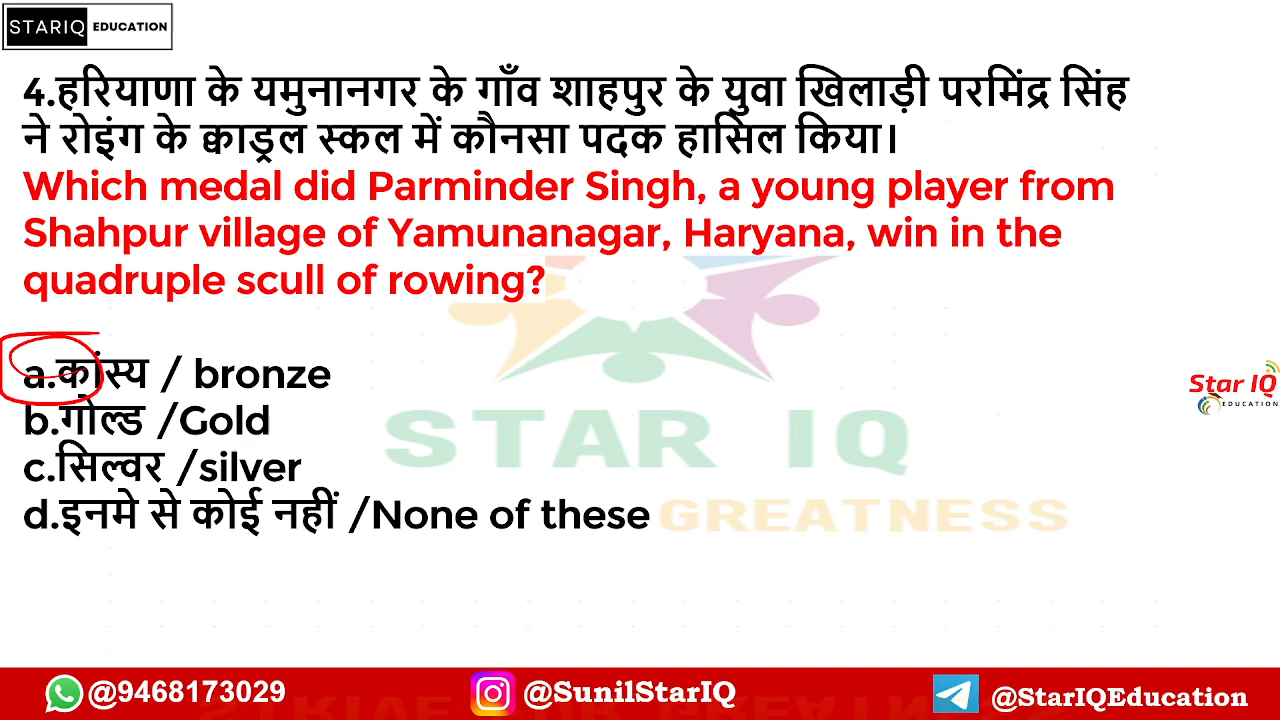 STARIQ EDUCATION
4.हरियाणा के यमुनानगर के गाँव शाहपुर के युवा खिलाड़ी परमिंद्र सिंह
ने रोइंग के क्वाड्रल स्कल में कौनसा पदक हासिल किया।
Which medal did Parminder Singh, a young player from
Shahpur village of Yamunanagar, Haryana, win in the
quadruple scull of rowing?
a.कांस्य / bronze
b.गोल्ड /Gold
c.सिल्वर /silver
d.इनमे से कोई नहीं /None of these
STAR IQ
GREATNESS
Star IQ
EDUCATION
@9468173029 @SunilStarIQ @StarIQEducation